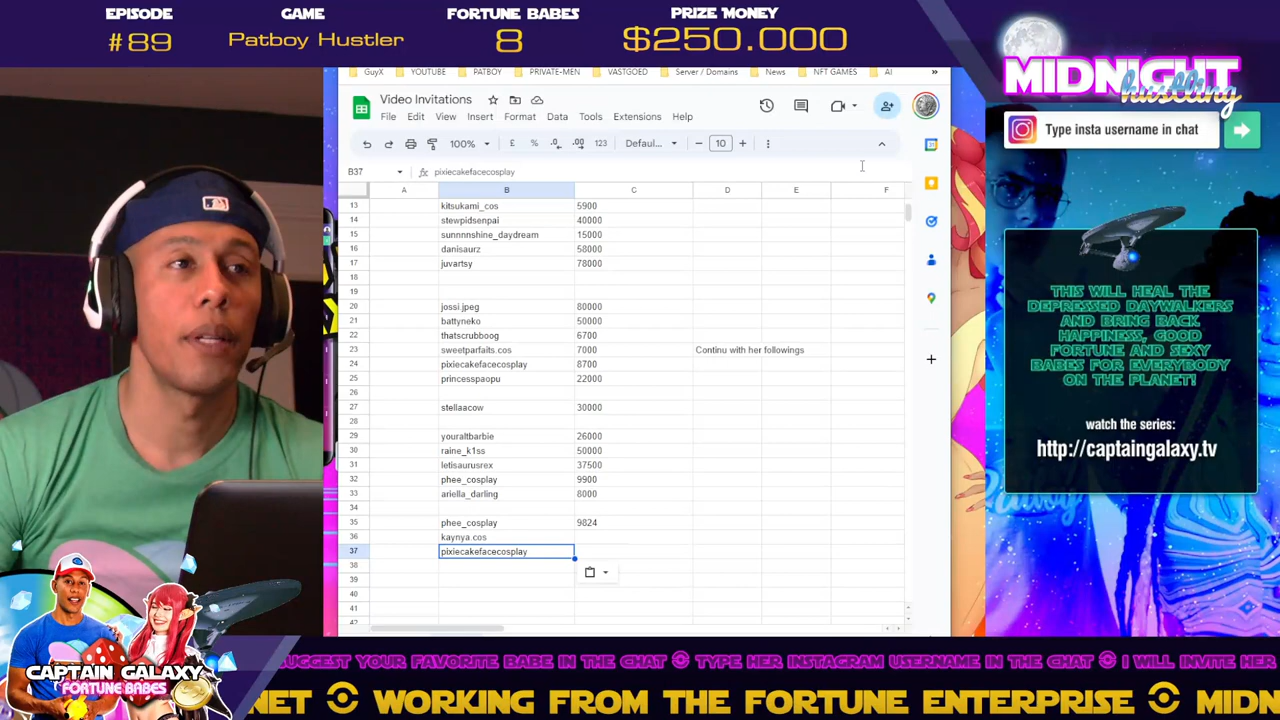 EPISODE
#89
GAME
Patboy Hustler
FORTUNE BABES
8
PRIZE MONEY
$250.000
MIDNIGHT
hustling
Type insta username in chat
GuyX YOUTUBE PATBOY PRIVATE-MEN VASTGOED Server / Domains News NFT GAMES AI »
Video Invitations
File Edit View Insert Format Data Tools Extensions Help
100% £ % .0 .00 123 Defaul... − 10 +
B37 fx pixiecakefacecosplay
A B C D E F
13 kitsukami_cos 5900
14 stewpidsenpai 40000
15 sunnnnshine_daydream 15000
16 danisaurz 58000
17 juvartsy 78000
18
19
20 jossi.jpeg 80000
21 battyneko 50000
22 thatscrubboog 6700
23 sweetparfaits.cos 7000 Continu with her followings
24 pixiecakefacecosplay 8700
25 princesspaopu 22000
26
27 stellaacow 30000
28
29 youraltbarbie 26000
30 raine_k1ss 50000
31 letisaurusrex 37500
32 phee_cosplay 9900
33 ariella_darling 8000
34
35 phee_cosplay 9824
36 kaynya.cos
37 pixiecakefacecosplay
38
39
40
41
42
THIS WILL HEAL THE
DEPRESSED DAYWALKERS
AND BRING BACK
HAPPINESS, GOOD
FORTUNE AND SEXY
BABES FOR EVERYBODY
ON THE PLANET!
watch the series:
http://captaingalaxy.tv
CAPTAIN GALAXY
FORTUNE BABES
SUGGEST YOUR FAVORITE BABE IN THE CHAT TYPE HER INSTAGRAM USERNAME IN THE CHAT I WILL INVITE HER
NET WORKING FROM THE FORTUNE ENTERPRISE MIDN